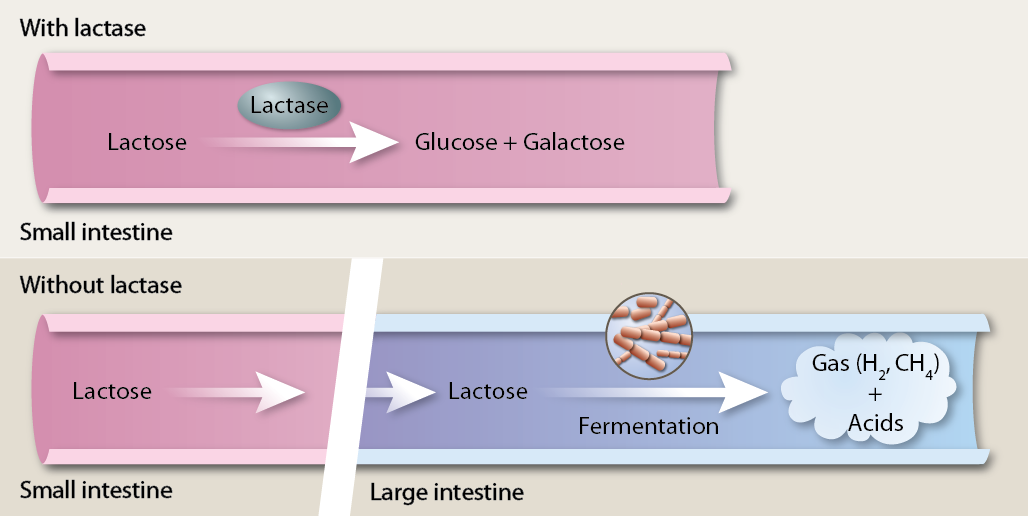 With lactase
Lactase
Lactose
Glucose + Galactose
Small intestine
Without lactase
Lactose
Lactose
Fermentation
Gas (H₂, CH₄)
+
Acids
Small intestine
Large intestine